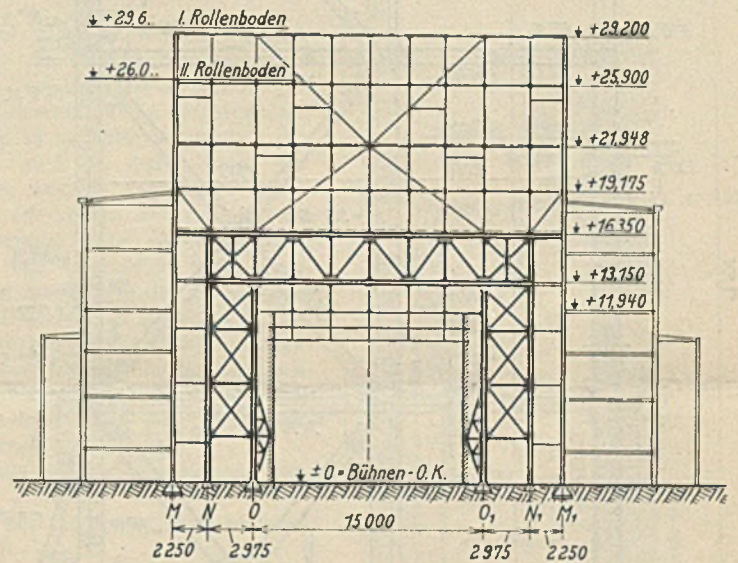 +29,6.. I. Rollenboden +29,200
+26,0.. II. Rollenboden +25,900
+21,948
+19,175
+16,350
+13,150
+11,940
±0 = Bühnen-O.K.
M N O O₁ N₁ M₁
15000
2250 2975 2975 2250